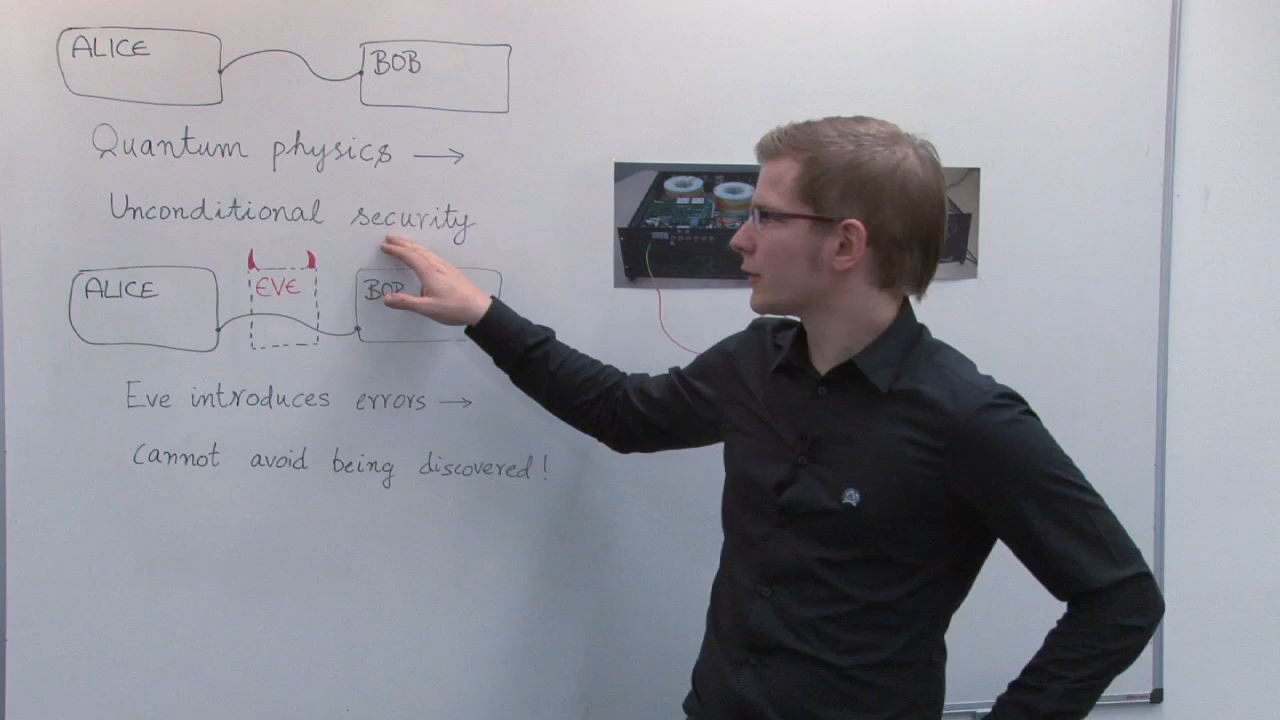 ALICE BOB
Quantum physics →
Unconditional security
ALICE EVE BOB
Eve introduces errors →
cannot avoid being discovered!